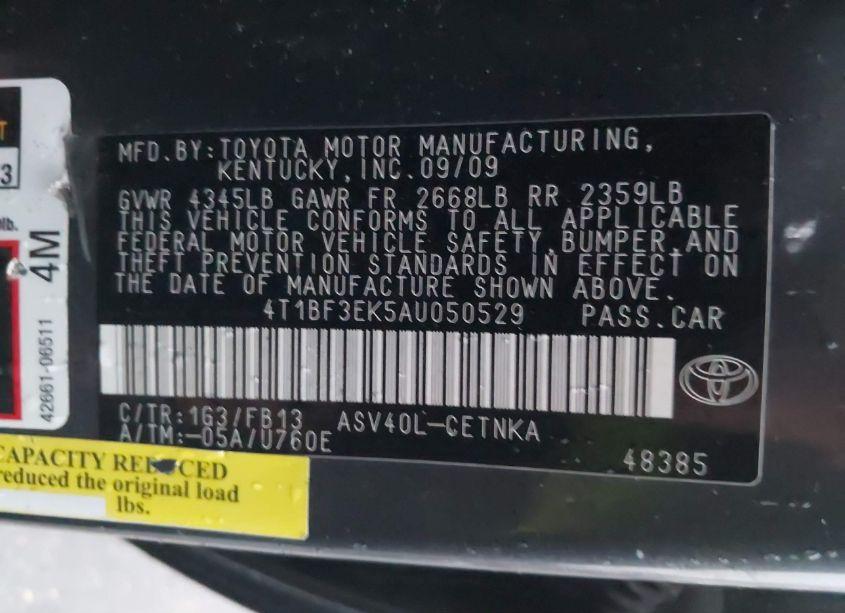 MFD.BY:TOYOTA MOTOR MANUFACTURING,
KENTUCKY,INC.09/09
GVWR 4345LB GAWR FR 2668LB RR 2359LB
THIS VEHICLE CONFORMS TO ALL APPLICABLE
FEDERAL MOTOR VEHICLE SAFETY,BUMPER,AND
THEFT PREVENTION STANDARDS IN EFFECT ON
THE DATE OF MANUFACTURE SHOWN ABOVE.
4T1BF3EK5AU050529 PASS.CAR
C/TR:1G3/FB13 ASV40L-CETNKA
A/TM:-05A/U760E
48385
3
lb.
4M
42661-06511
CAPACITY REDUCED
reduced the original load
lbs.